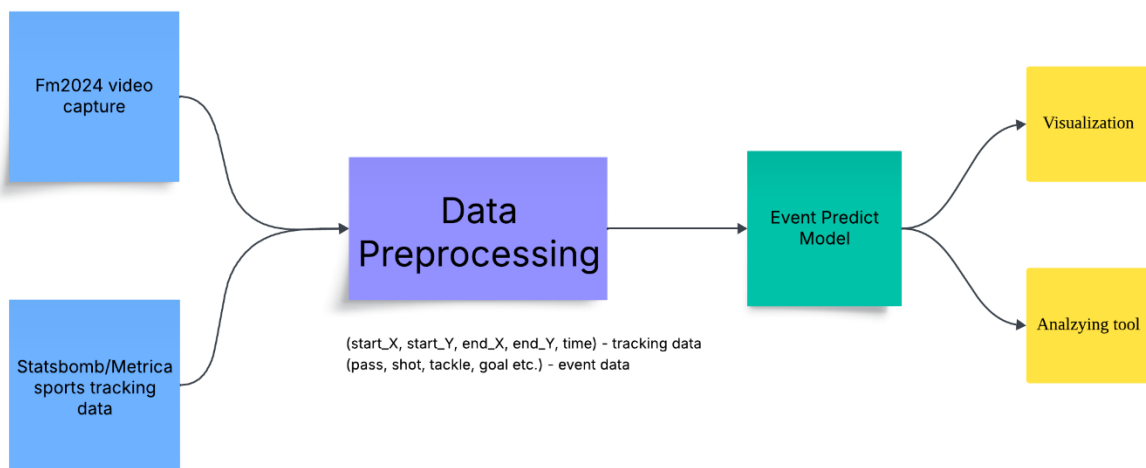 Fm2024 video
capture
Statsbomb/Metrica
sports tracking
data
Data
Preprocessing
(start_X, start_Y, end_X, end_Y, time) - tracking data
(pass, shot, tackle, goal etc.) - event data
Event Predict
Model
Visualization
Analzying tool